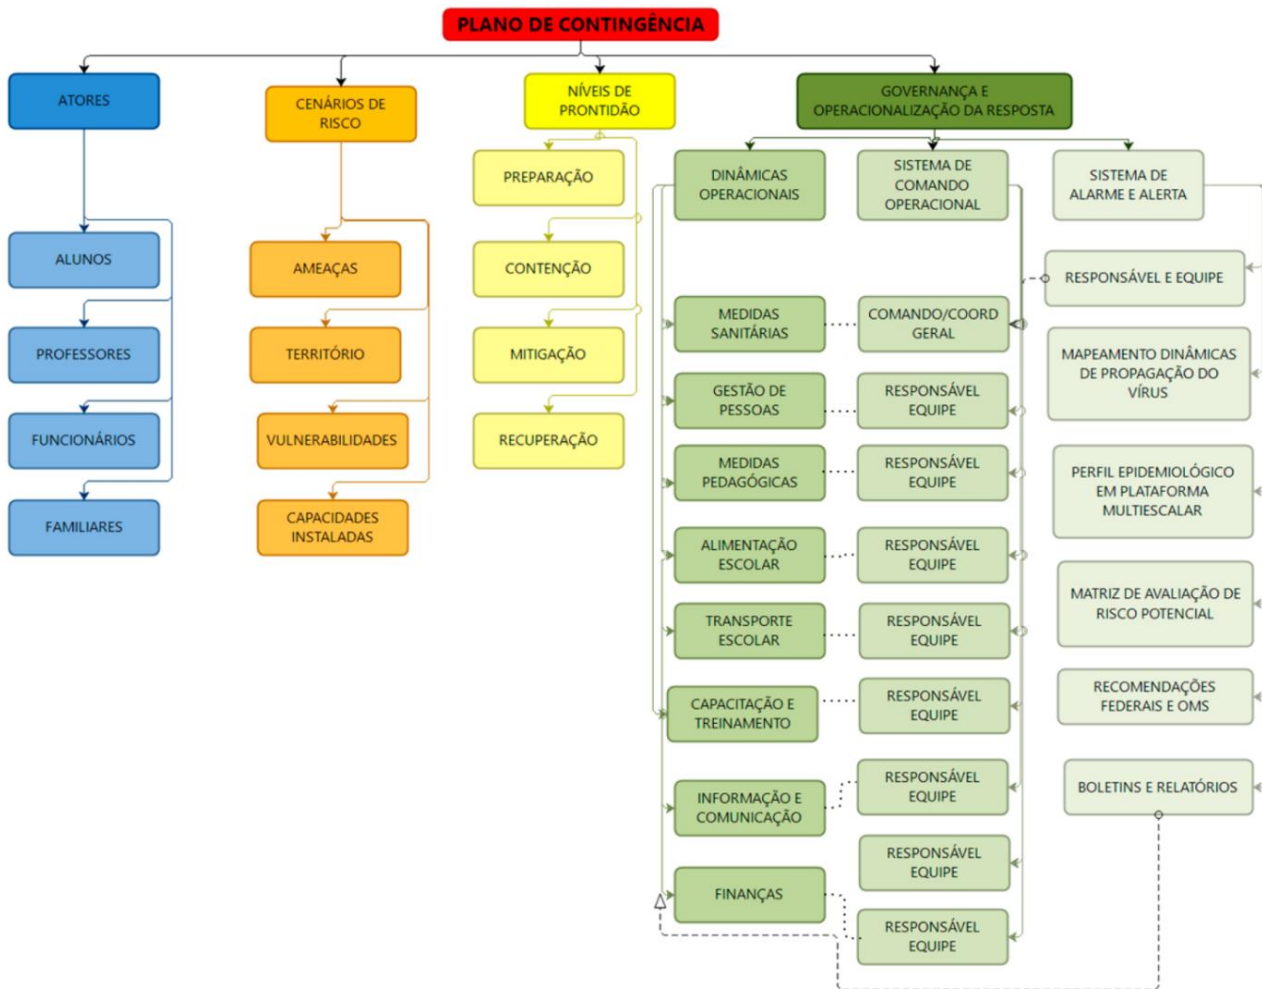 PLANO DE CONTINGÊNCIA
ATORES
ALUNOS
PROFESSORES
FUNCIONÁRIOS
FAMILIARES
CENÁRIOS DE
RISCO
AMEAÇAS
TERRITÓRIO
VULNERABILIDADES
CAPACIDADES
INSTALADAS
NÍVEIS DE
PRONTIDÃO
PREPARAÇÃO
CONTENÇÃO
MITIGAÇÃO
RECUPERAÇÃO
GOVERNANÇA E
OPERACIONALIZAÇÃO DA RESPOSTA
DINÂMICAS
OPERACIONAIS
MEDIDAS
SANITÁRIAS
GESTÃO DE
PESSOAS
MEDIDAS
PEDAGÓGICAS
ALIMENTAÇÃO
ESCOLAR
TRANSPORTE
ESCOLAR
CAPACITAÇÃO E
TREINAMENTO
INFORMAÇÃO E
COMUNICAÇÃO
FINANÇAS
SISTEMA DE
COMANDO
OPERACIONAL
COMANDO/COORD
GERAL
RESPONSÁVEL
EQUIPE
RESPONSÁVEL
EQUIPE
RESPONSÁVEL
EQUIPE
RESPONSÁVEL
EQUIPE
RESPONSÁVEL
EQUIPE
RESPONSÁVEL
EQUIPE
RESPONSÁVEL
EQUIPE
RESPONSÁVEL
EQUIPE
SISTEMA DE
ALARME E ALERTA
RESPONSÁVEL E EQUIPE
MAPEAMENTO DINÂMICAS
DE PROPAGAÇÃO DO
VÍRUS
PERFIL EPIDEMIOLÓGICO
EM PLATAFORMA
MULTIESCALAR
MATRIZ DE AVALIAÇÃO DE
RISCO POTENCIAL
RECOMENDAÇÕES
FEDERAIS E OMS
BOLETINS E RELATÓRIOS